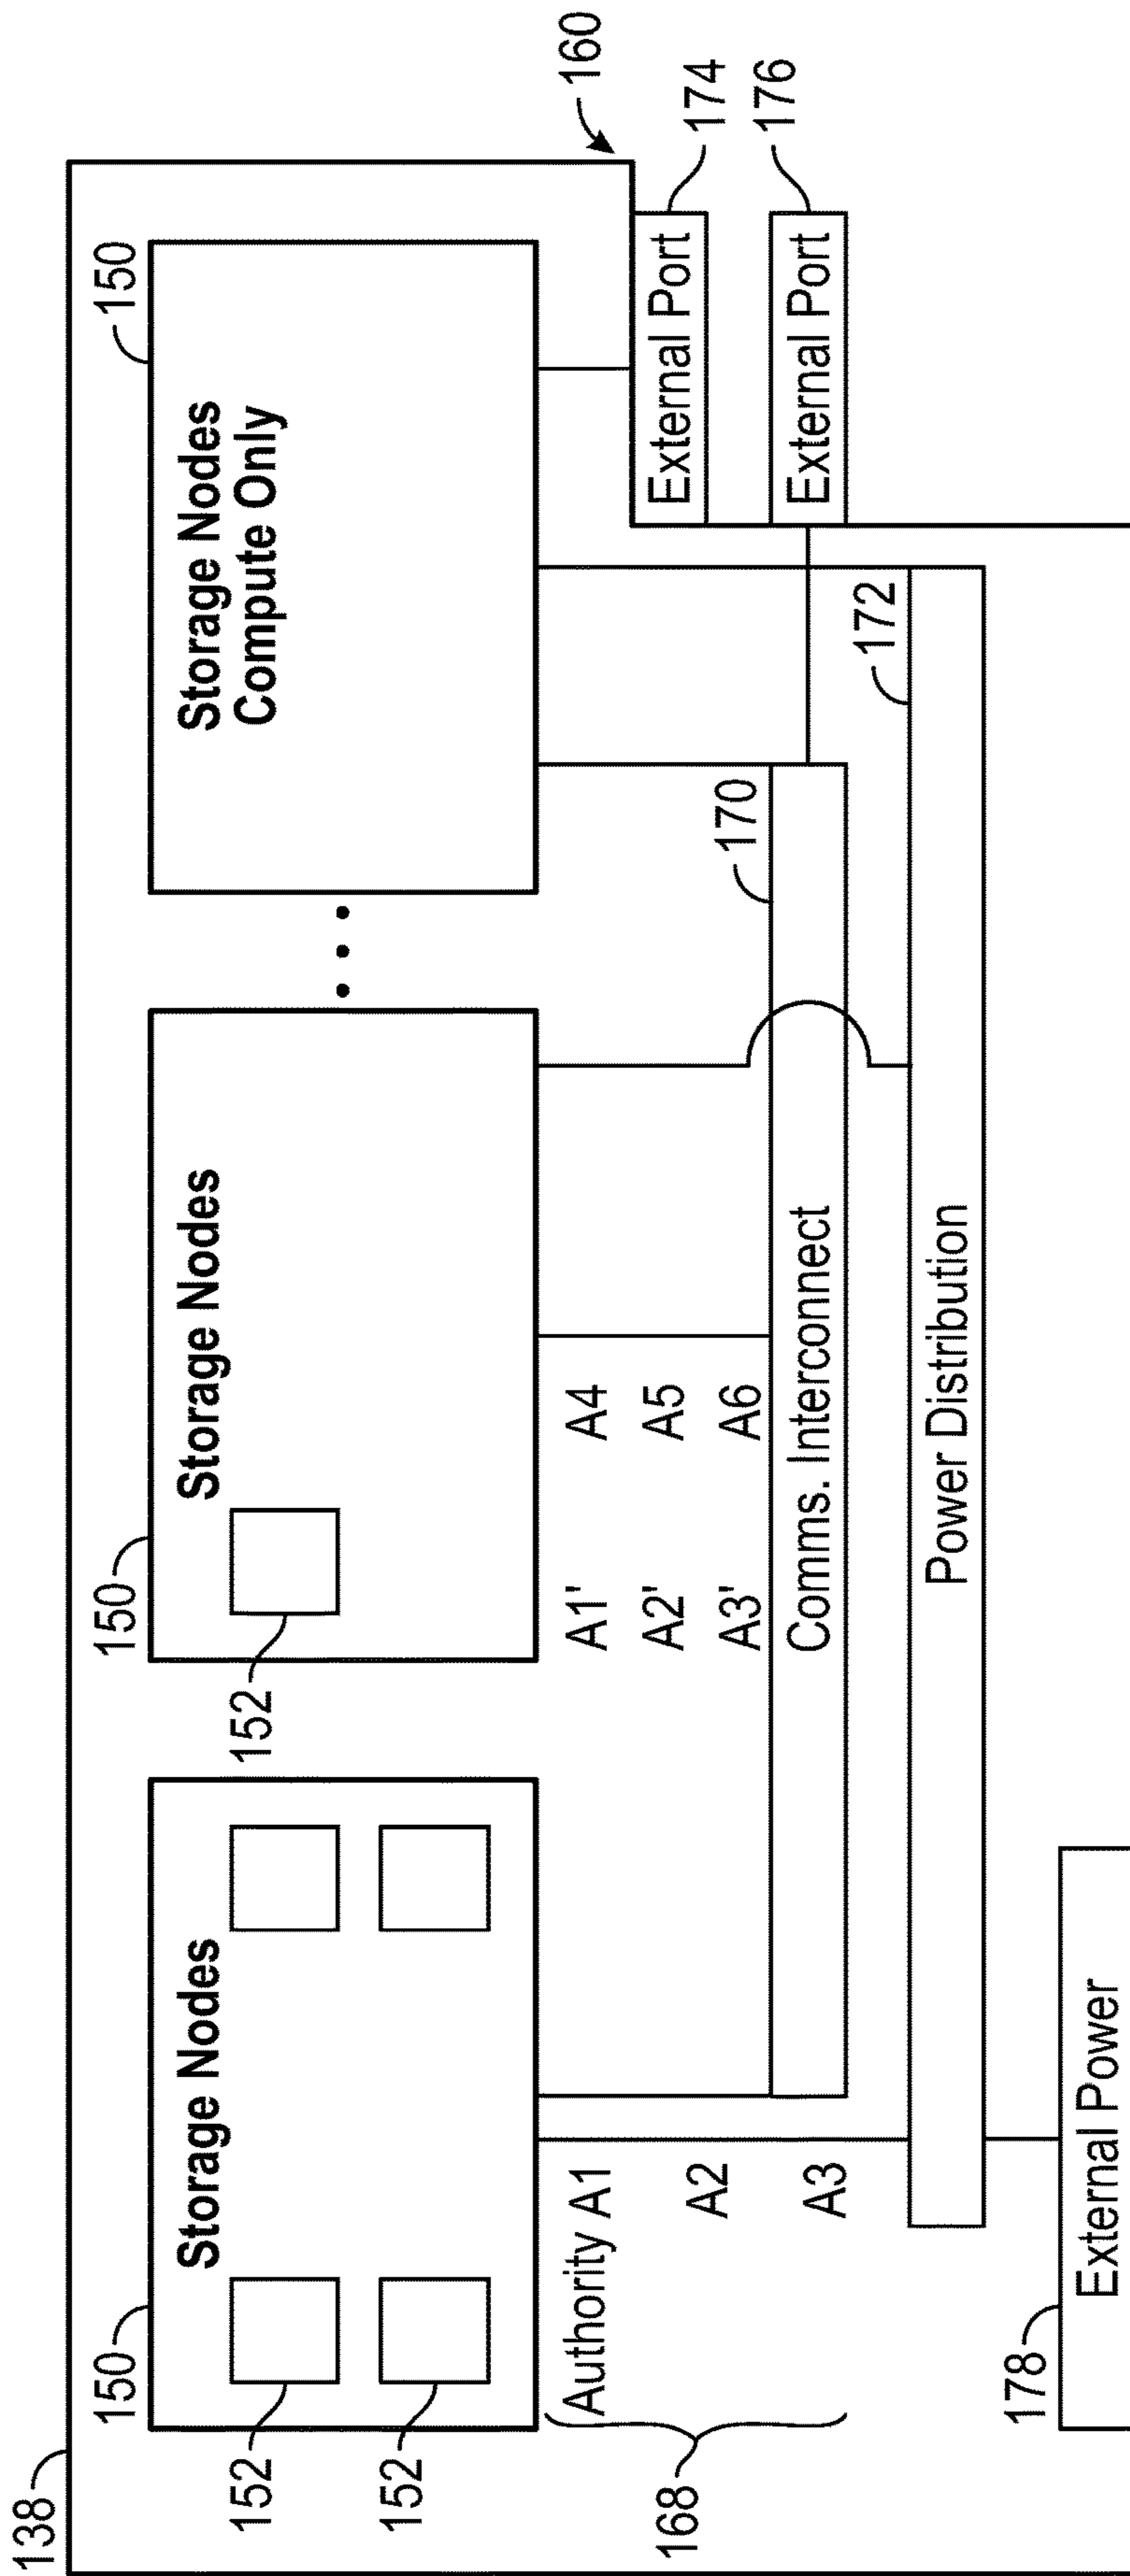 138
150
150
150
160
Storage Nodes
Storage Nodes
Storage Nodes
Compute Only
152
152
152
168
Authority A1
A2
A3
A1'
A4
A2'
A5
A3'
A6
170
Comms. Interconnect
172
Power Distribution
External Port
174
External Port
176
178
External Power